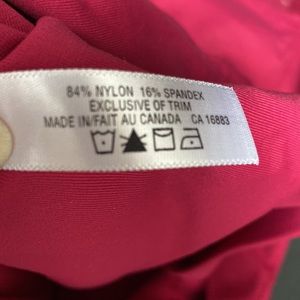 84% NYLON 16% SPANDEX
EXCLUSIVE OF TRIM
MADE IN/FAIT AU CANADA CA 16883